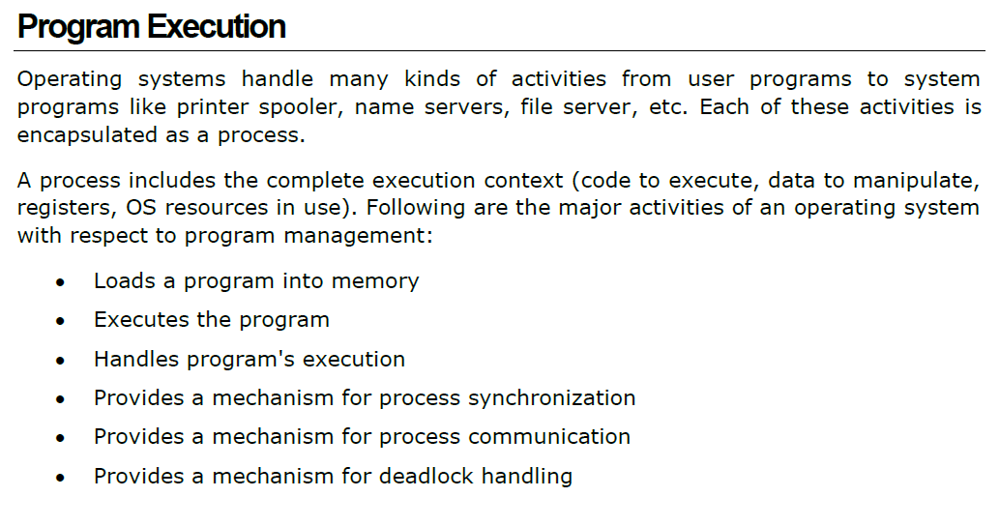 Program Execution
Operating systems handle many kinds of activities from user programs to system
programs like printer spooler, name servers, file server, etc. Each of these activities is
encapsulated as a process.
A process includes the complete execution context (code to execute, data to manipulate,
registers, OS resources in use). Following are the major activities of an operating system
with respect to program management:
• Loads a program into memory
• Executes the program
• Handles program's execution
• Provides a mechanism for process synchronization
• Provides a mechanism for process communication
• Provides a mechanism for deadlock handling